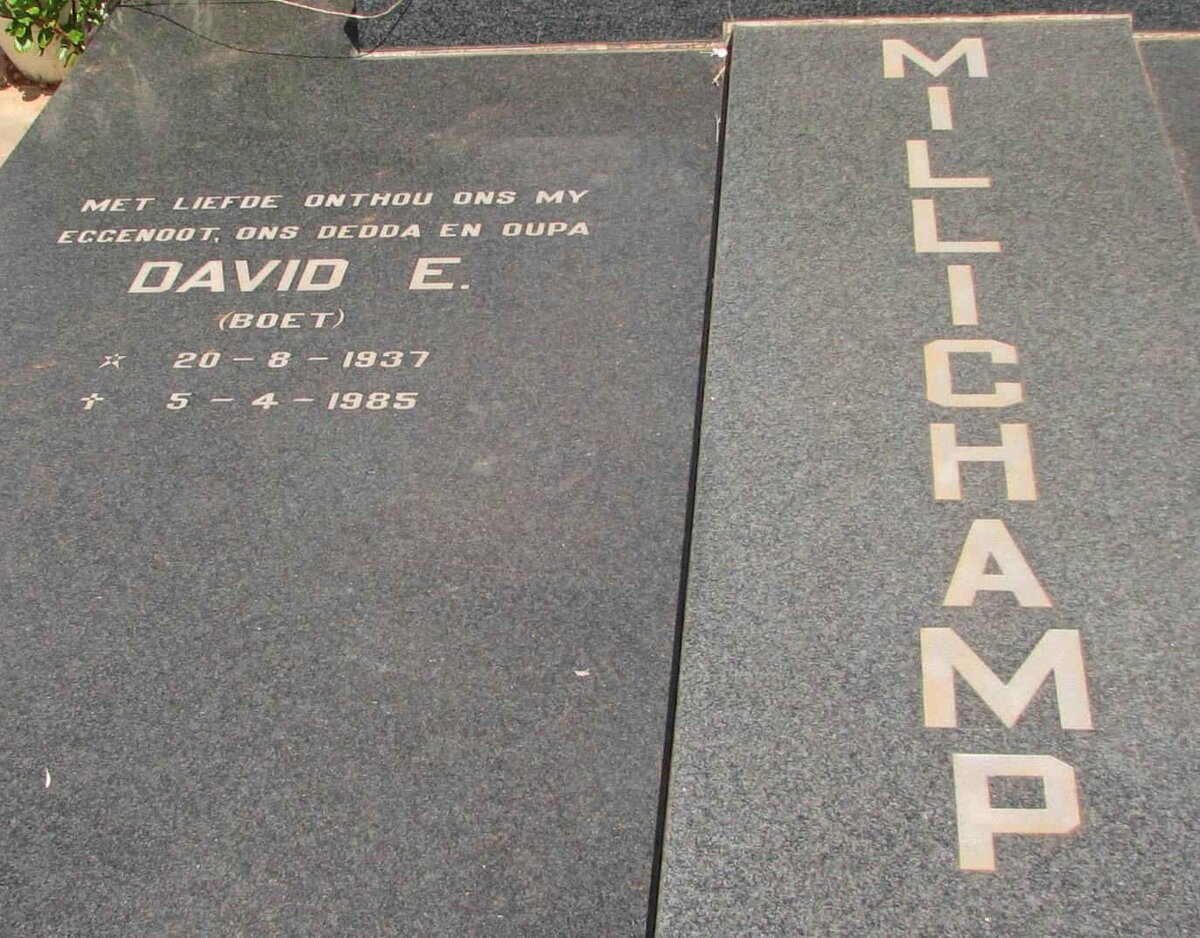 MET LIEFDE ONTHOU ONS MY
EGGENOOT, ONS DEDDA EN OUPA
DAVID E.
(BOET)
☆ 20 - 8 - 1937
† 5 - 4 - 1985
MILLICHAMP